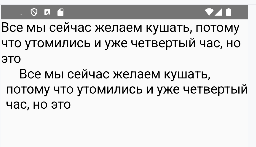 Все мы сейчас желаем кушать, потому
что утомились и уже четвертый час, но
это
Все мы сейчас желаем кушать,
потому что утомились и уже четвертый
час, но это